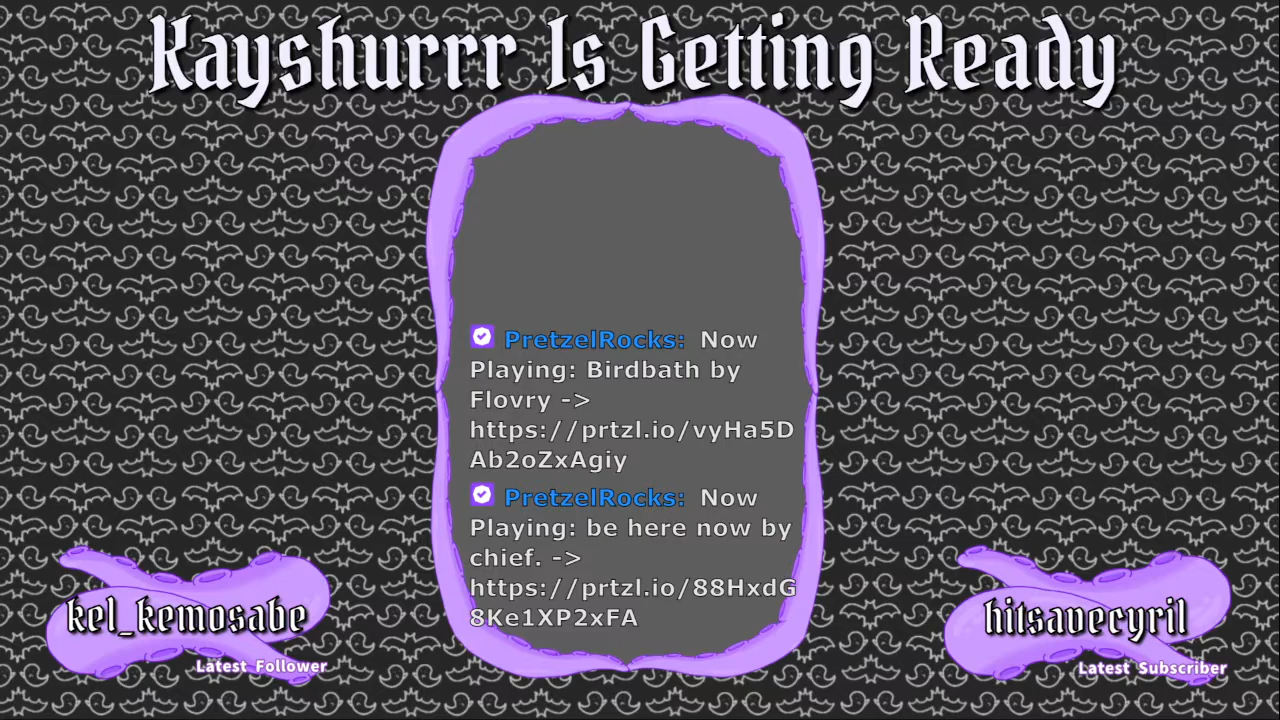 Kayshurrr Is Getting Ready
PretzelRocks: Now
Playing: Birdbath by
Flovry ->
https://prtzl.io/vyHa5D
Ab2oZxAgiy
PretzelRocks: Now
Playing: be here now by
chief. ->
https://prtzl.io/88HxdG
8Ke1XP2xFA
kel_kemosabe
Latest Follower
hitsavecyril
Latest Subscriber